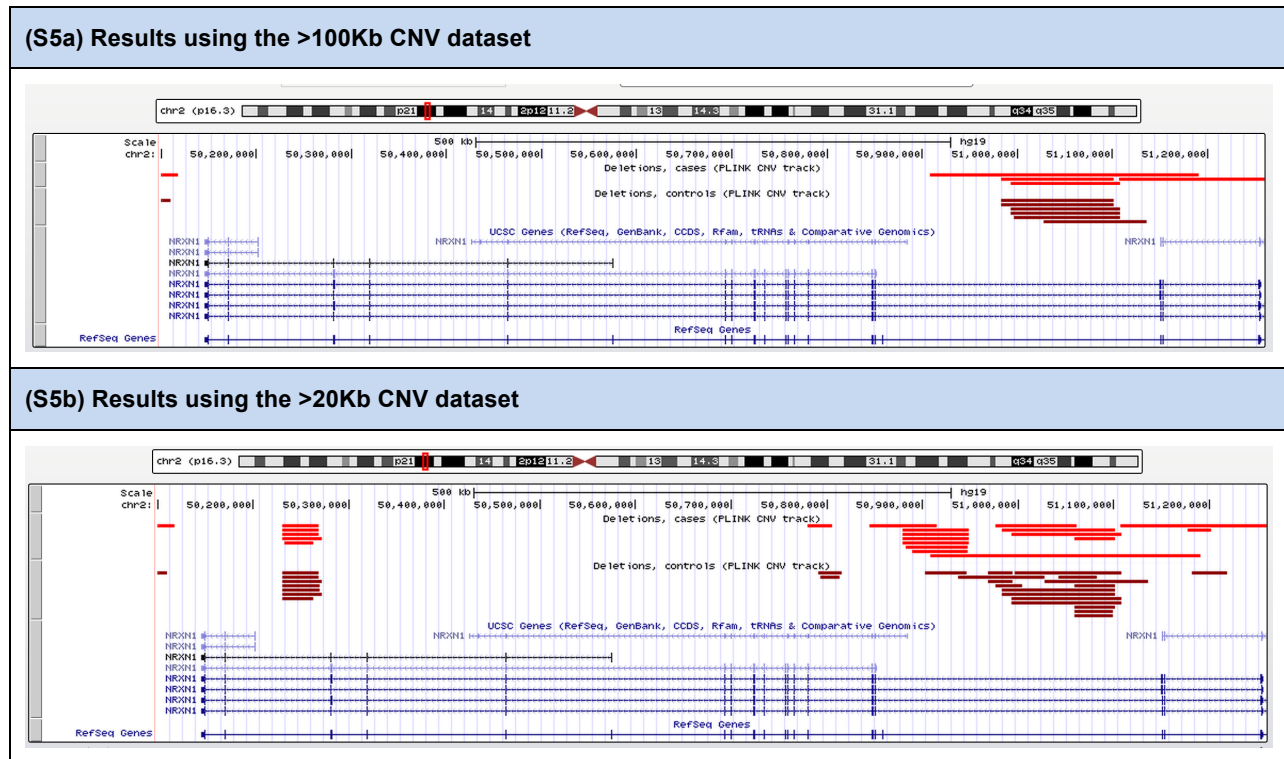 (S5a) Results using the >100Kb CNV dataset
chr2 (p16.3) p21 14 2p12 11.2 13 14.3 31.1 q34 q35
Scale 500 kb hg19
chr2: 50,200,000 50,300,000 50,400,000 50,500,000 50,600,000 50,700,000 50,800,000 50,900,000 51,000,000 51,100,000 51,200,000
Deletions, cases (PLINK CNV track)
Deletions, controls (PLINK CNV track)
UCSC Genes (RefSeq, GenBank, CCDS, Rfam, tRNAs & Comparative Genomics)
NRXN1 NRXN1 NRXN1
NRXN1
NRXN1
NRXN1
NRXN1
NRXN1
NRXN1
NRXN1
RefSeq Genes
RefSeq Genes
(S5b) Results using the >20Kb CNV dataset
chr2 (p16.3) p21 14 2p12 11.2 13 14.3 31.1 q34 q35
Scale 500 kb hg19
chr2: 50,200,000 50,300,000 50,400,000 50,500,000 50,600,000 50,700,000 50,800,000 50,900,000 51,000,000 51,100,000 51,200,000
Deletions, cases (PLINK CNV track)
Deletions, controls (PLINK CNV track)
UCSC Genes (RefSeq, GenBank, CCDS, Rfam, tRNAs & Comparative Genomics)
NRXN1 NRXN1 NRXN1
NRXN1
NRXN1
NRXN1
NRXN1
NRXN1
NRXN1
NRXN1
RefSeq Genes
RefSeq Genes